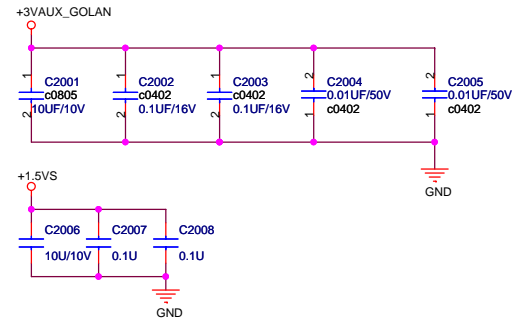 +3VAUX_GOLAN
1 1 1 2 2
C2001 C2002 C2003 C2004 C2005
c0805 c0402 c0402 0.01UF/50V 0.01UF/50V
10UF/10V 0.1UF/16V 0.1UF/16V c0402 c0402
2 2 2 1 1
GND
+1.5VS
C2006 C2007 C2008
10U/10V 0.1U 0.1U
GND